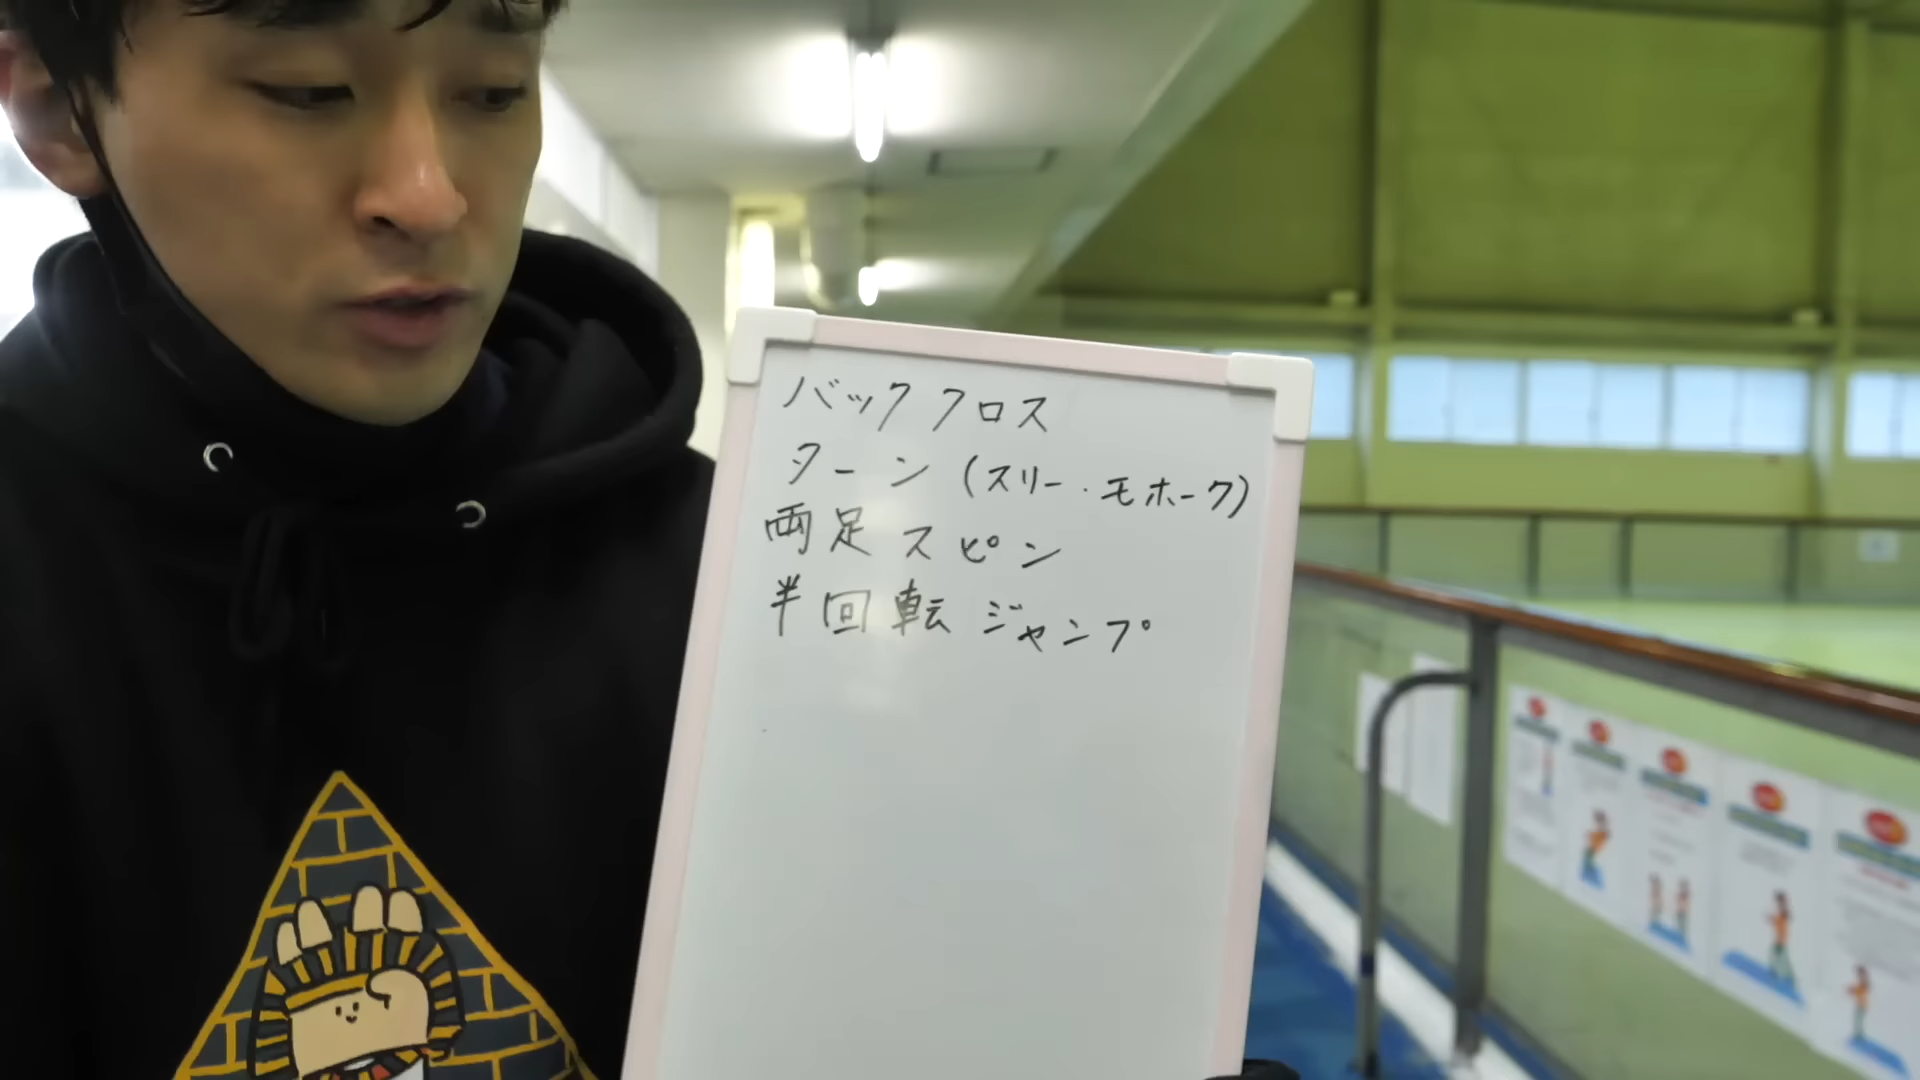 バッククロス
ターン(スリー・モホーク)
両足スピン
半回転ジャンプ